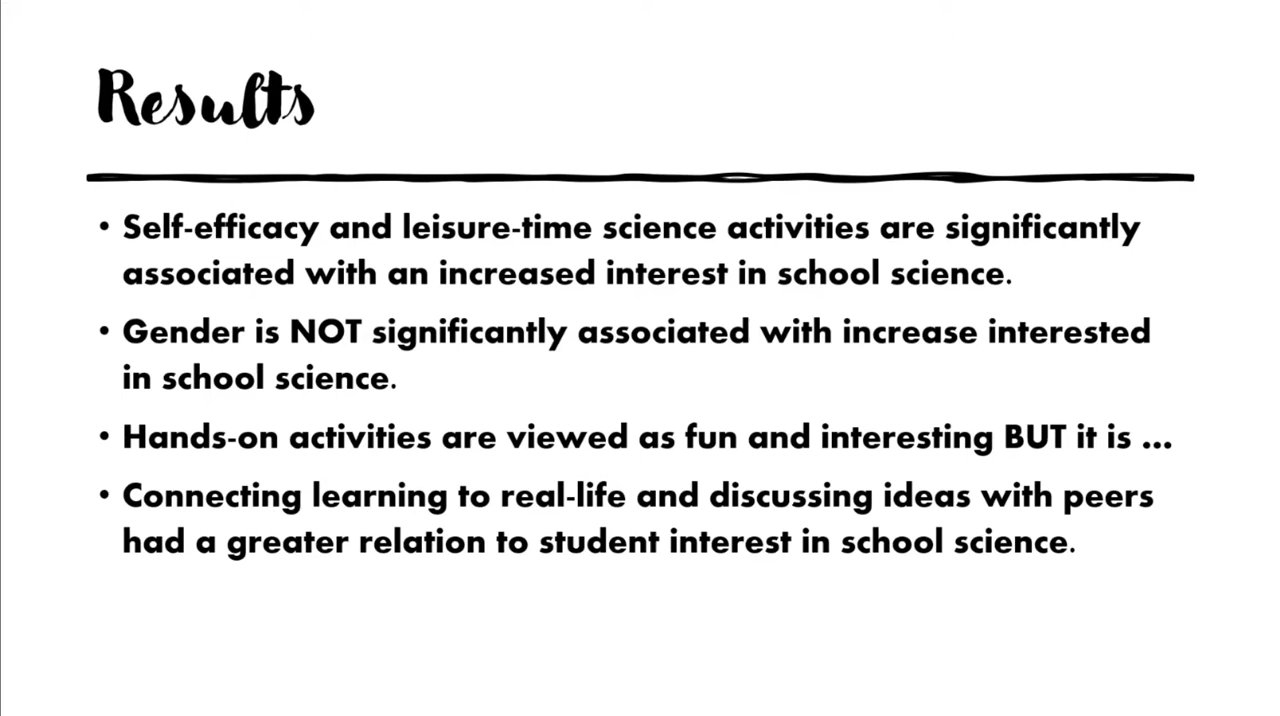 Results
• Self-efficacy and leisure-time science activities are significantly
associated with an increased interest in school science.
• Gender is NOT significantly associated with increase interested
in school science.
• Hands-on activities are viewed as fun and interesting BUT it is ...
• Connecting learning to real-life and discussing ideas with peers
had a greater relation to student interest in school science.